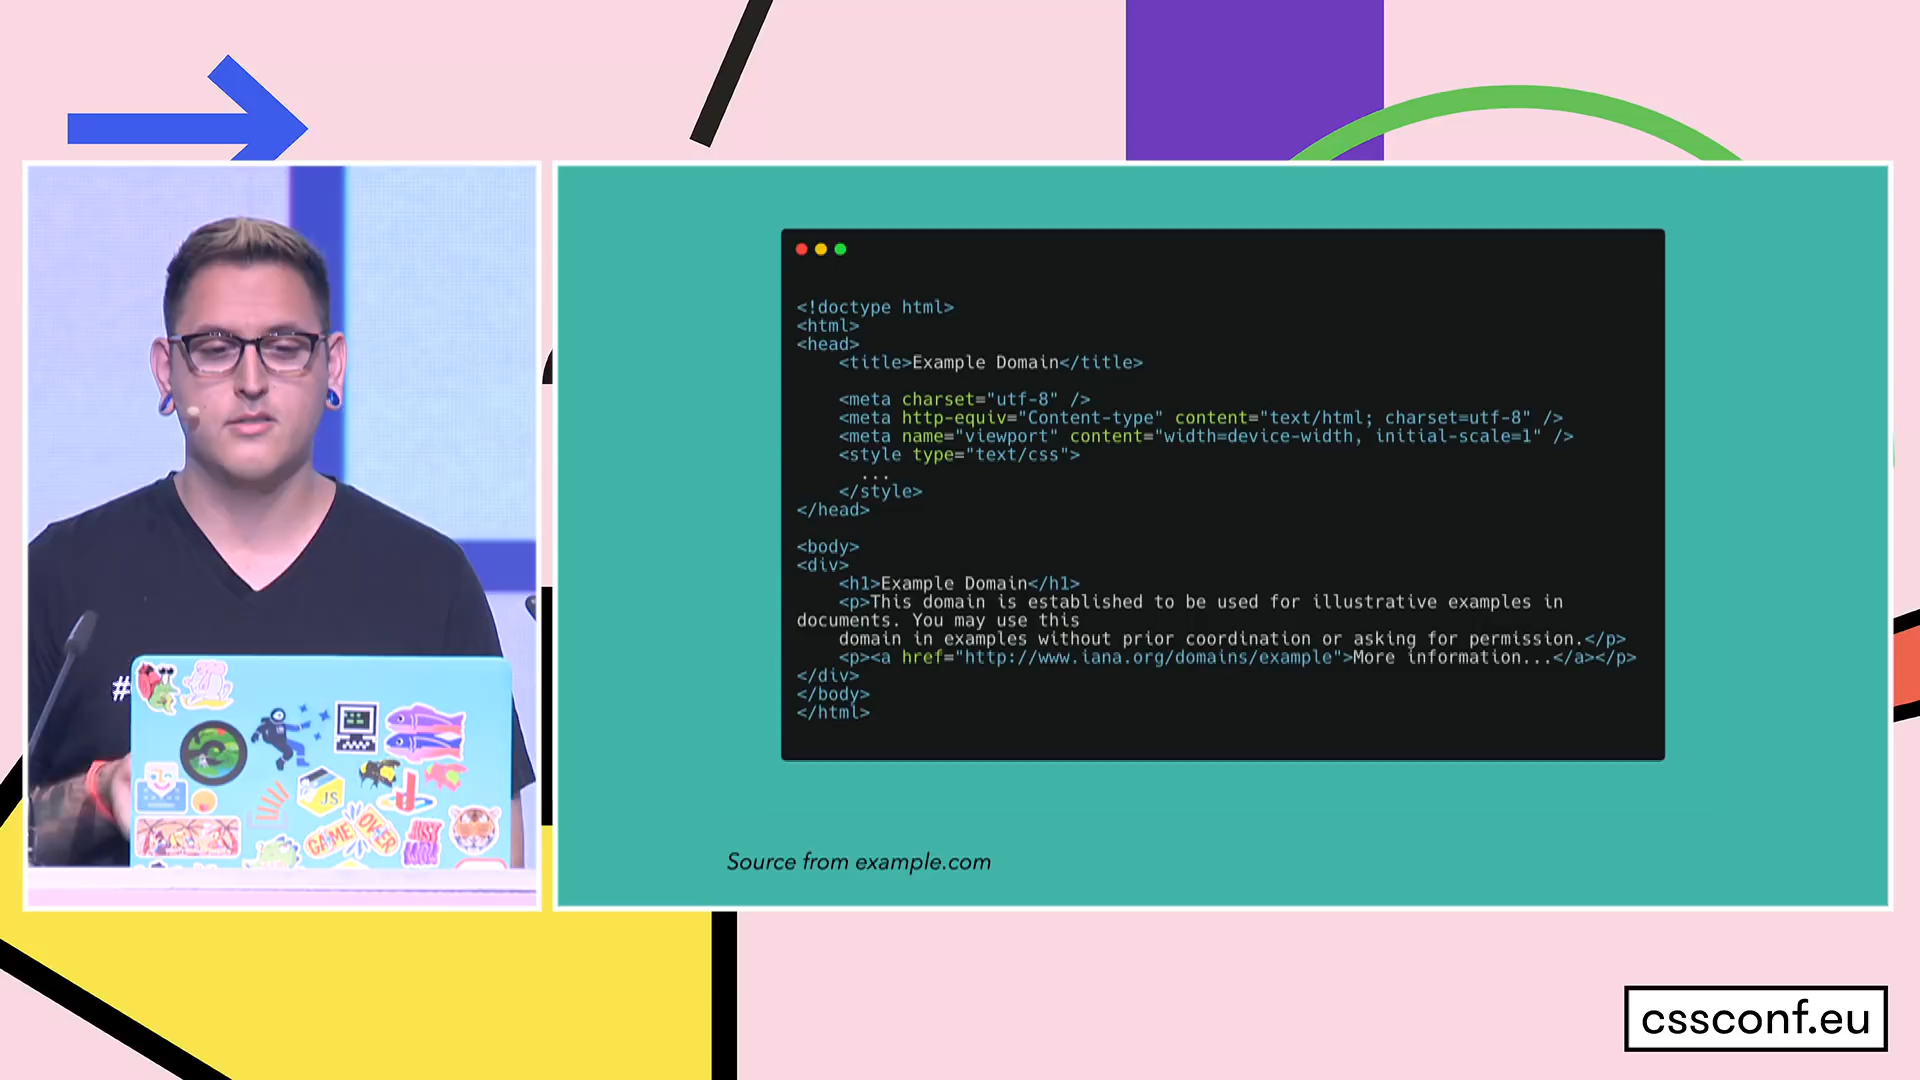 <!doctype html>
<html>
<head>
<title>Example Domain</title>
<meta charset="utf-8" />
<meta http-equiv="Content-type" content="text/html; charset=utf-8" />
<meta name="viewport" content="width=device-width, initial-scale=1" />
<style type="text/css">
...
</style>
</head>
<body>
<div>
<h1>Example Domain</h1>
<p>This domain is established to be used for illustrative examples in
documents. You may use this
domain in examples without prior coordination or asking for permission.</p>
<p><a href="http://www.iana.org/domains/example">More information...</a></p>
</div>
</body>
</html>
Source from example.com
#
JS
GAME OVER
JUST
cssconf.eu